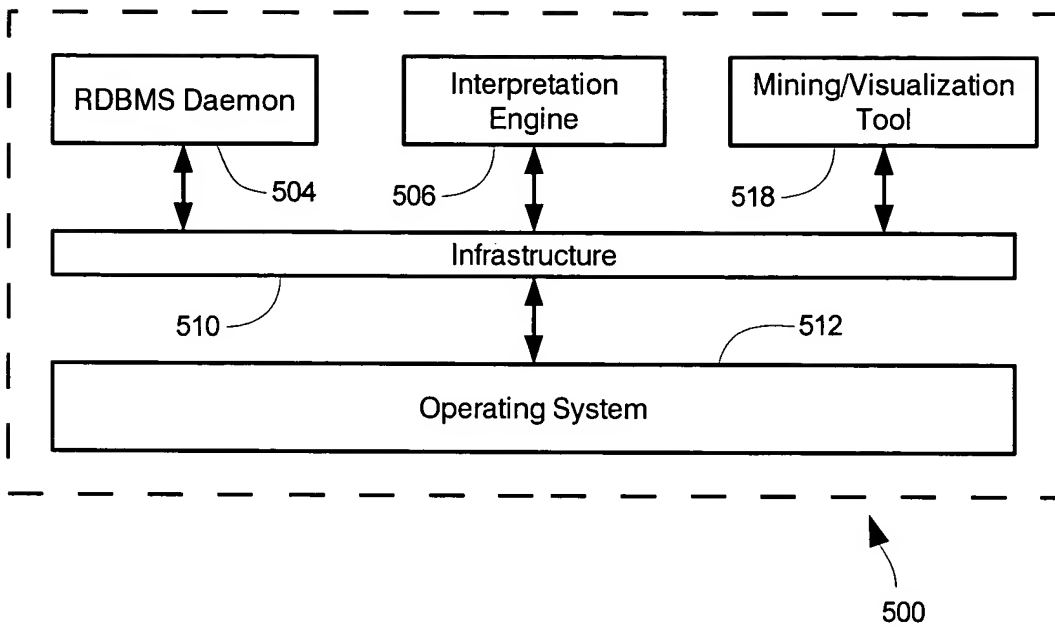 RDBMS Daemon
Interpretation
Engine
Mining/Visualization
Tool
504
506
518
Infrastructure
510
512
Operating System
500